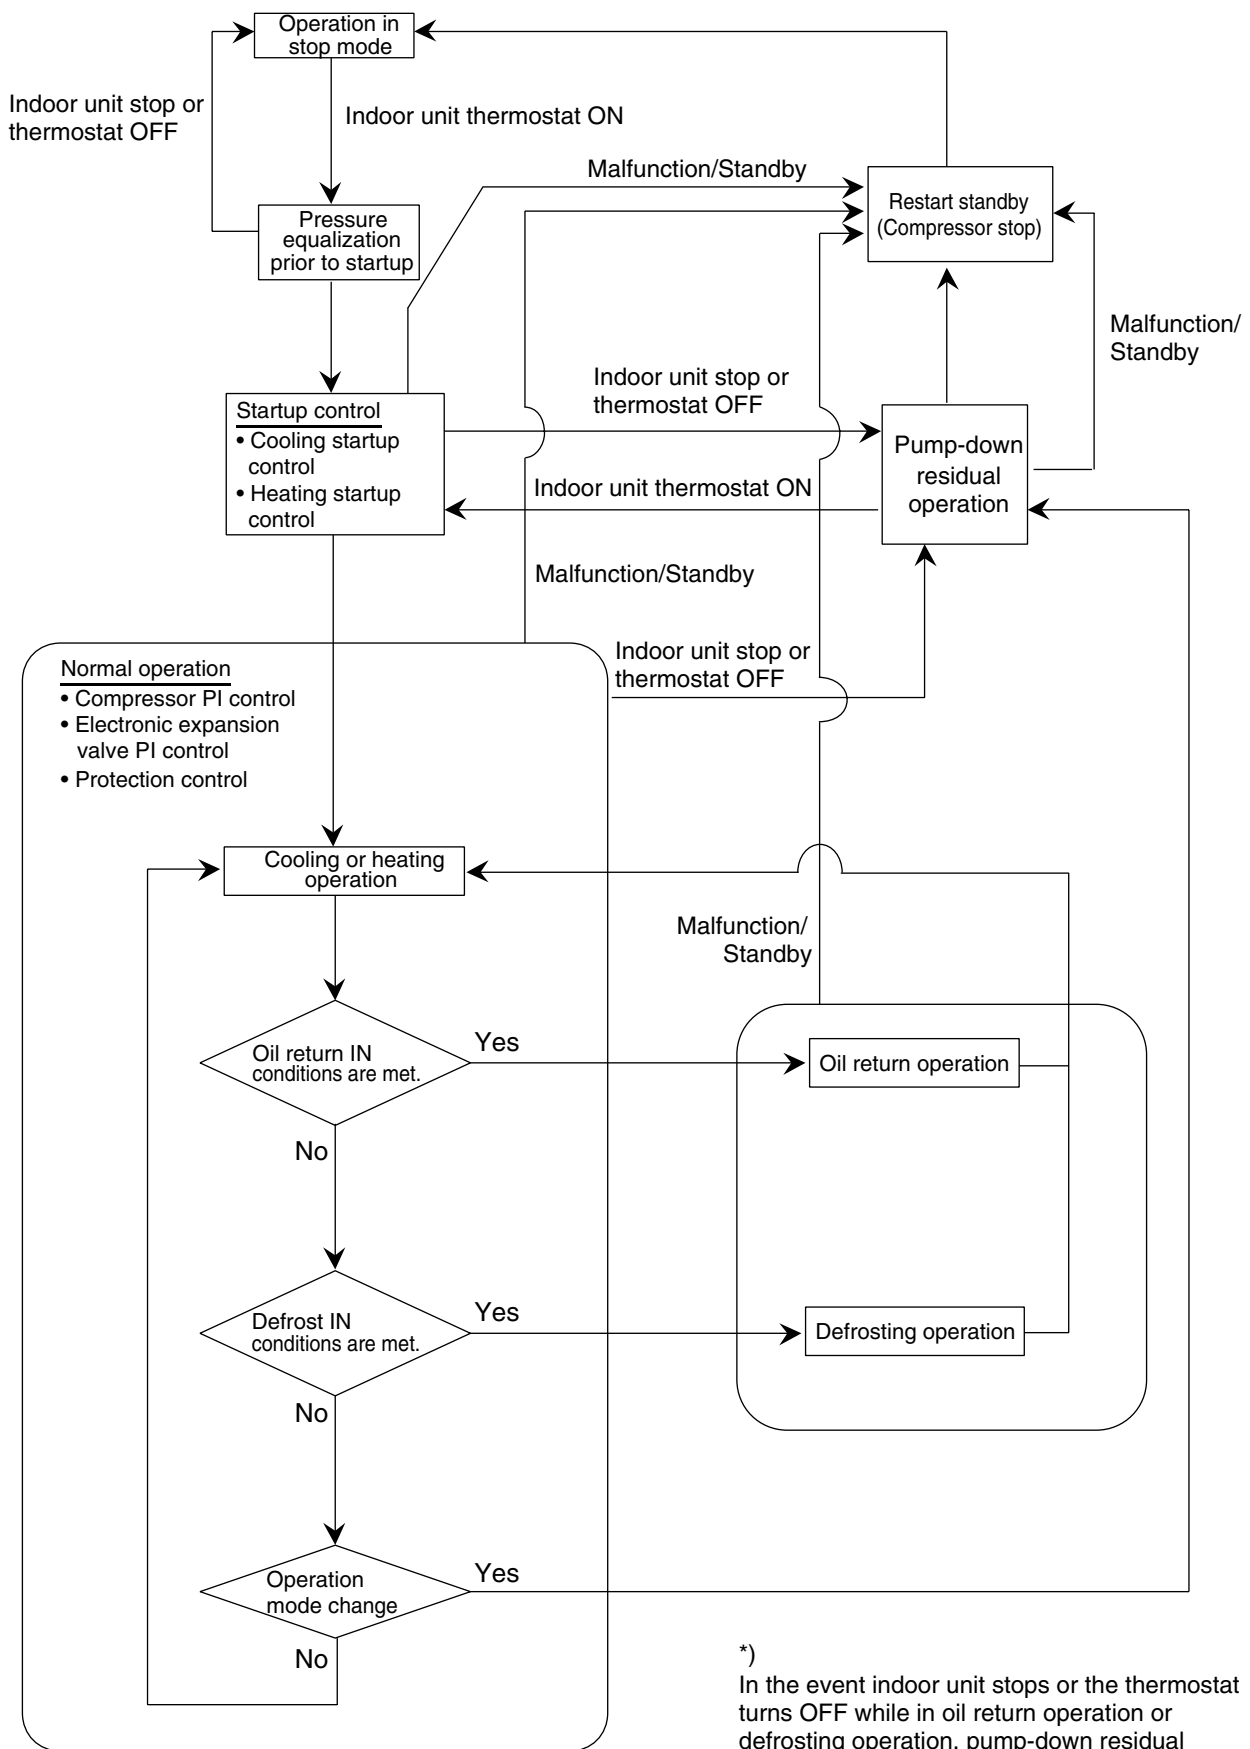 Operation in
stop mode
Indoor unit stop or
thermostat OFF
Indoor unit thermostat ON
Malfunction/Standby
Restart standby
(Compressor stop)
Pressure
equalization
prior to startup
Malfunction/
Standby
Indoor unit stop or
thermostat OFF
Startup control
• Cooling startup
control
• Heating startup
control
Pump-down
residual
operation
Indoor unit thermostat ON
Malfunction/Standby
Indoor unit stop or
thermostat OFF
Normal operation
• Compressor PI control
• Electronic expansion
valve PI control
• Protection control
Cooling or heating
operation
Malfunction/
Standby
Oil return IN
conditions are met.
Yes
Oil return operation
No
Defrost IN
conditions are met.
Yes
Defrosting operation
No
Operation
mode change
Yes
No
*)
In the event indoor unit stops or the thermostat
turns OFF while in oil return operation or
defrosting operation, pump-down residual